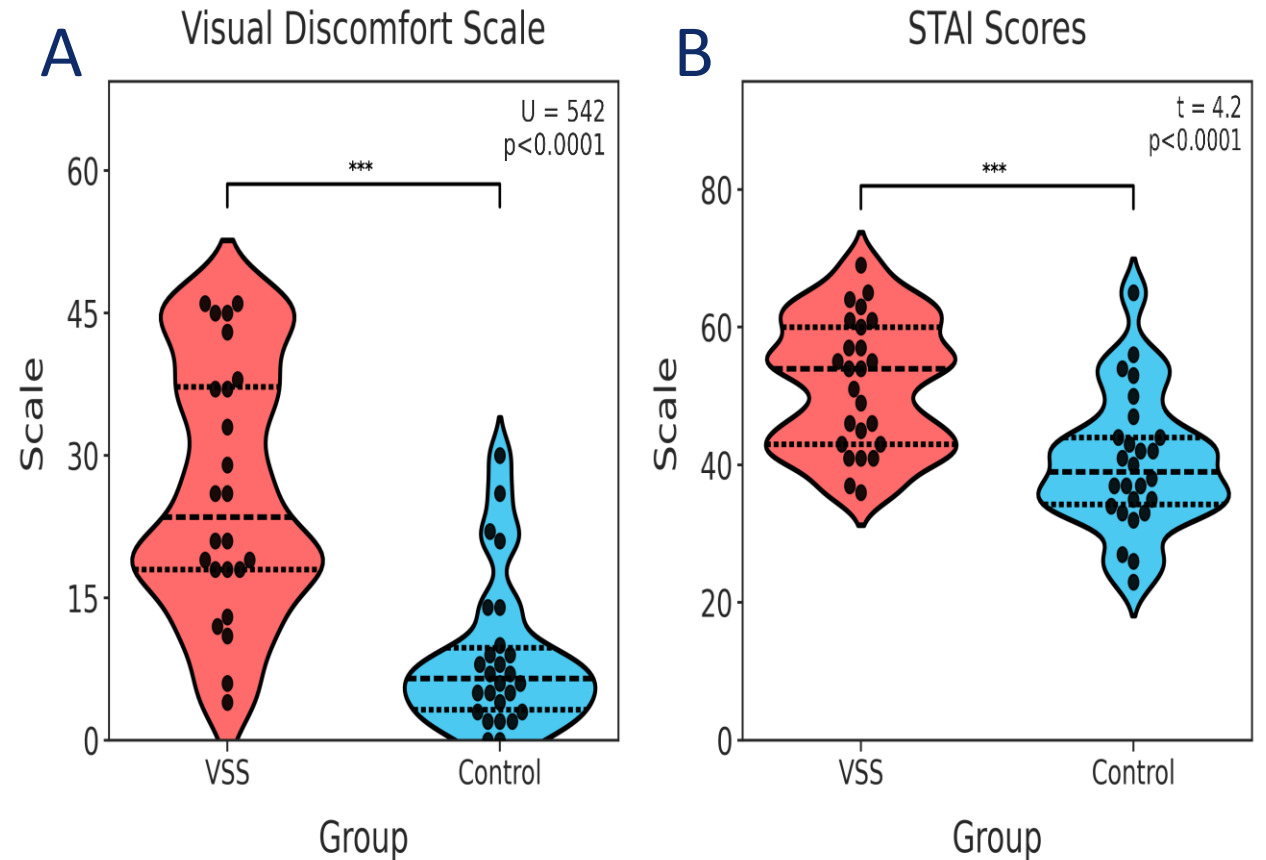 A
Visual Discomfort Scale
U = 542
p<0.0001
***
60
45
30
15
0
Scale
VSS
Control
Group
B
STAI Scores
t = 4.2
p<0.0001
***
80
60
40
20
0
Scale
VSS
Control
Group